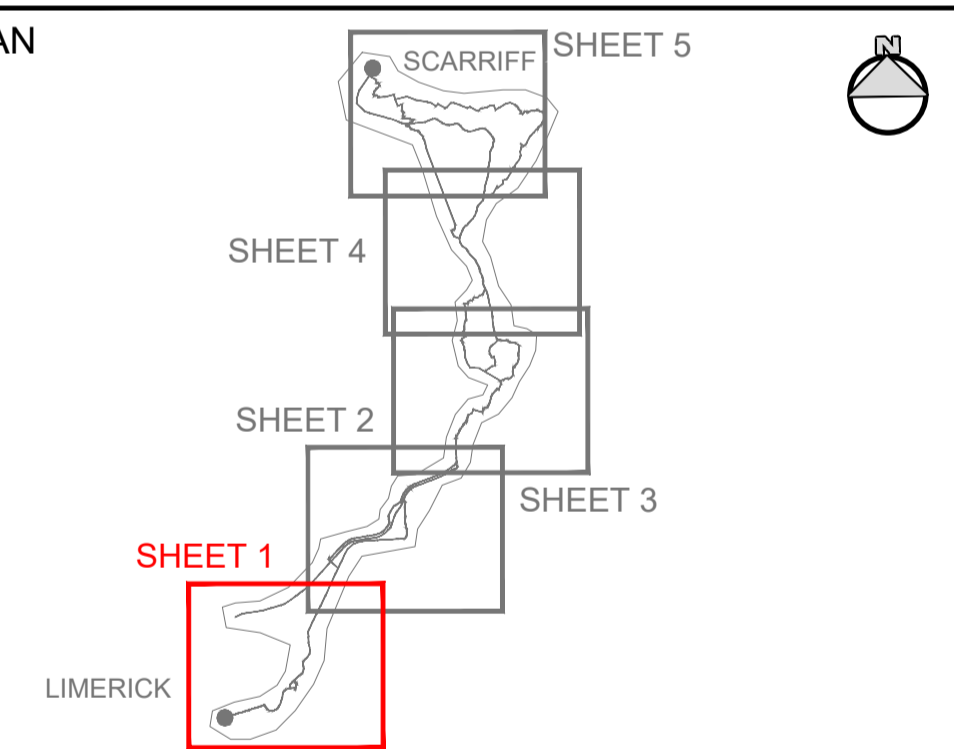 AN
N
SHEET 5
SCARRIFF
SHEET 4
SHEET 2
SHEET 3
SHEET 1
LIMERICK